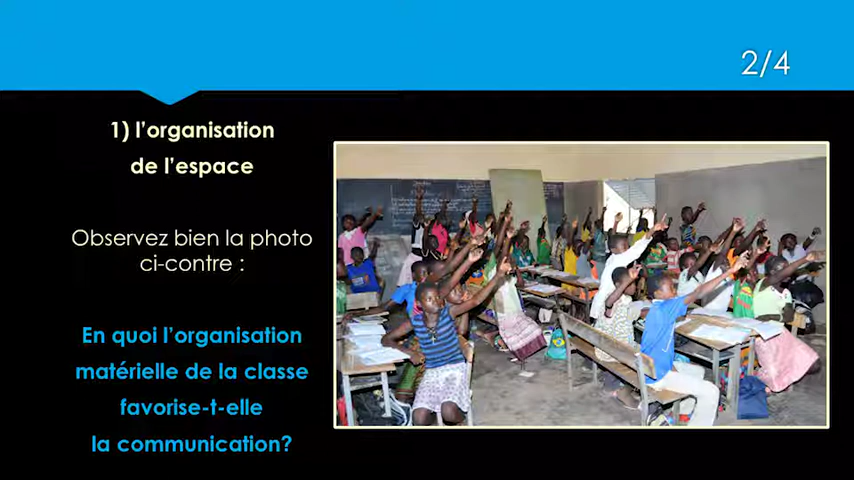 2/4
1) l'organisation
de l'espace
Observez bien la photo
ci-contre :
En quoi l'organisation
matérielle de la classe
favorise-t-elle
la communication?